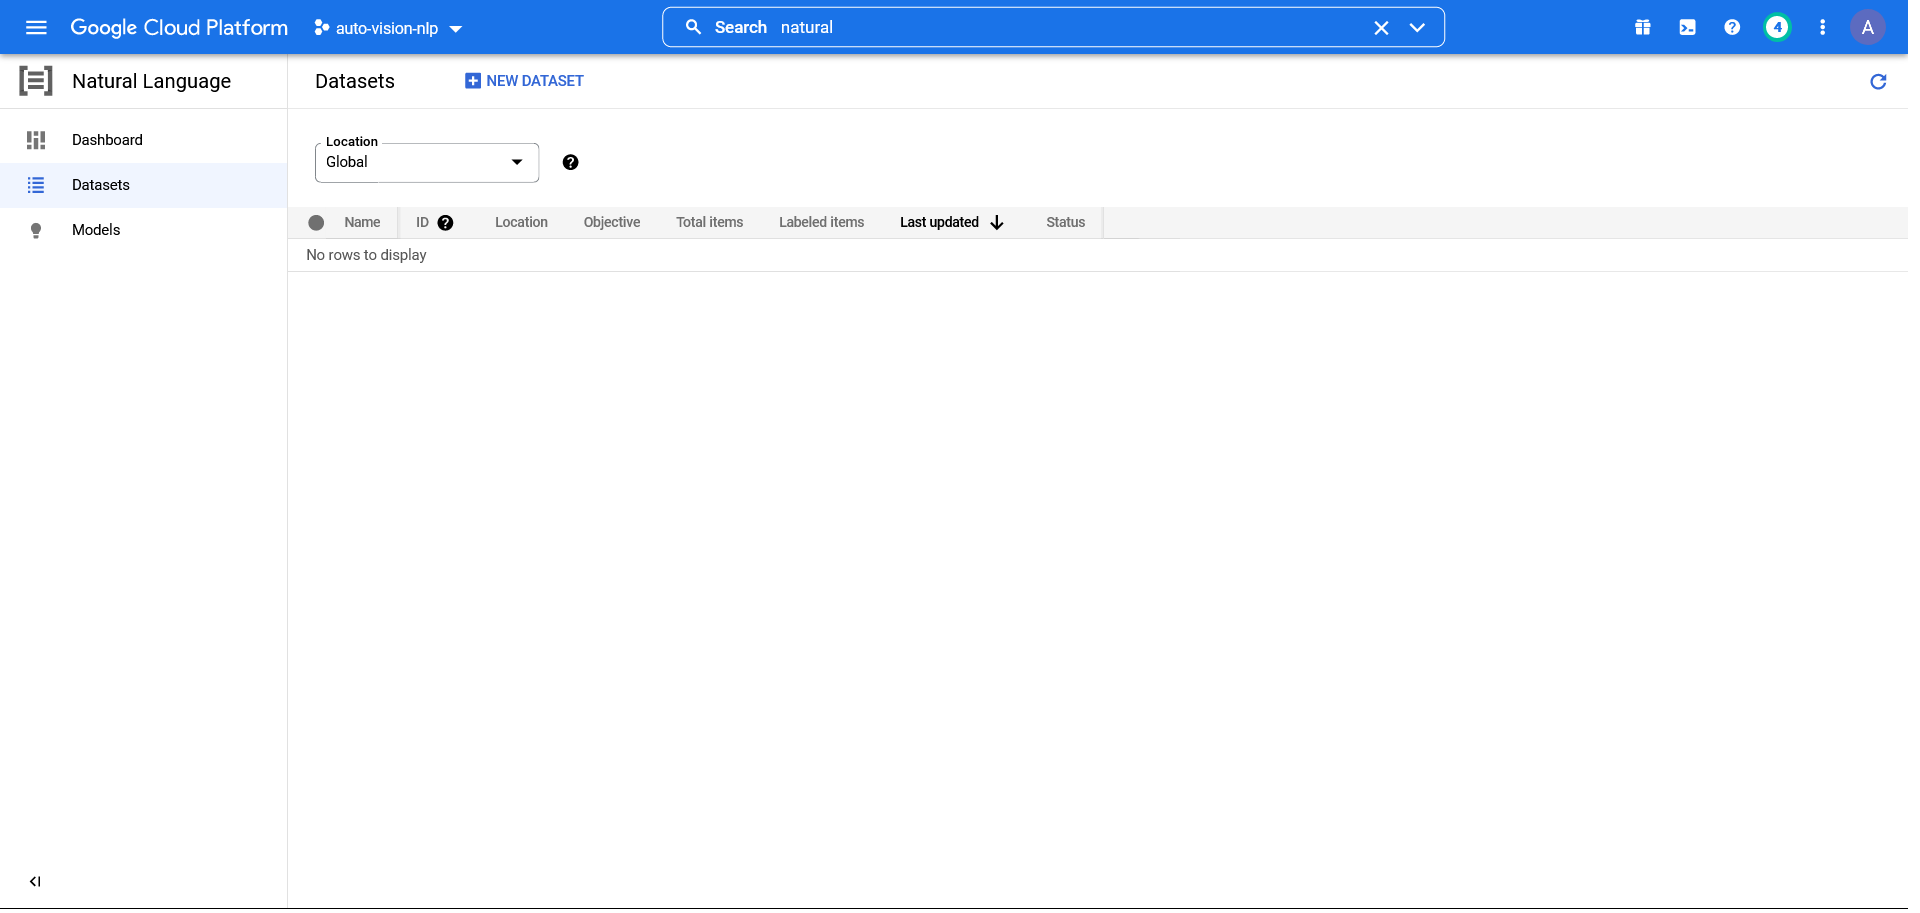 Google Cloud Platform
auto-vision-nlp
Search natural
4
A
Natural Language
Datasets
NEW DATASET
Dashboard
Datasets
Models
Location
Global
Name ID Location Objective Total items Labeled items Last updated Status
No rows to display